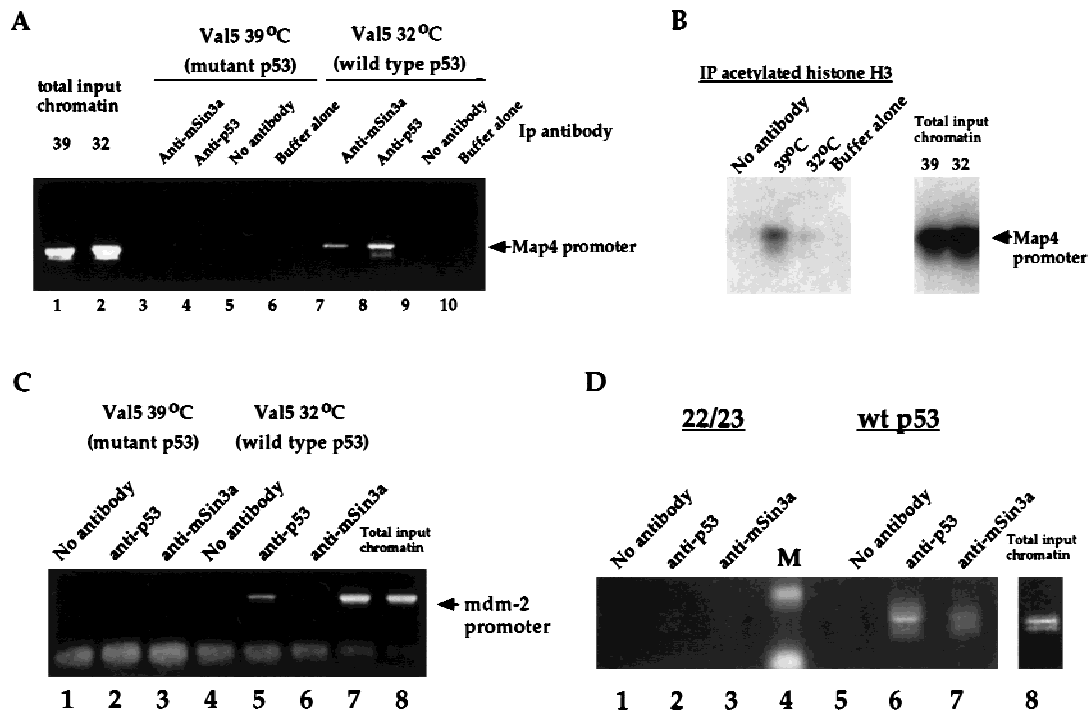 A
Val5 39°C
(mutant p53)
Val5 32°C
(wild type p53)
total input
chromatin
39 32
Anti-mSin3a
Anti-p53
No antibody
Buffer alone
Anti-mSin3a
Anti-p53
No antibody
Buffer alone
Ip antibody
Map4 promoter
1 2 3 4 5 6 7 8 9 10
B
IP acetylated histone H3
No antibody
39°C
32°C
Buffer alone
Total input
chromatin
39 32
Map4
promoter
C
Val5 39°C
(mutant p53)
Val5 32°C
(wild type p53)
No antibody
anti-p53
anti-mSin3a
No antibody
anti-p53
anti-mSin3a
Total input
chromatin
mdm-2
promoter
1 2 3 4 5 6 7 8
D
22/23
wt p53
No antibody
anti-p53
anti-mSin3a
M
No antibody
anti-p53
anti-mSin3a
Total input
chromatin
1 2 3 4 5 6 7 8